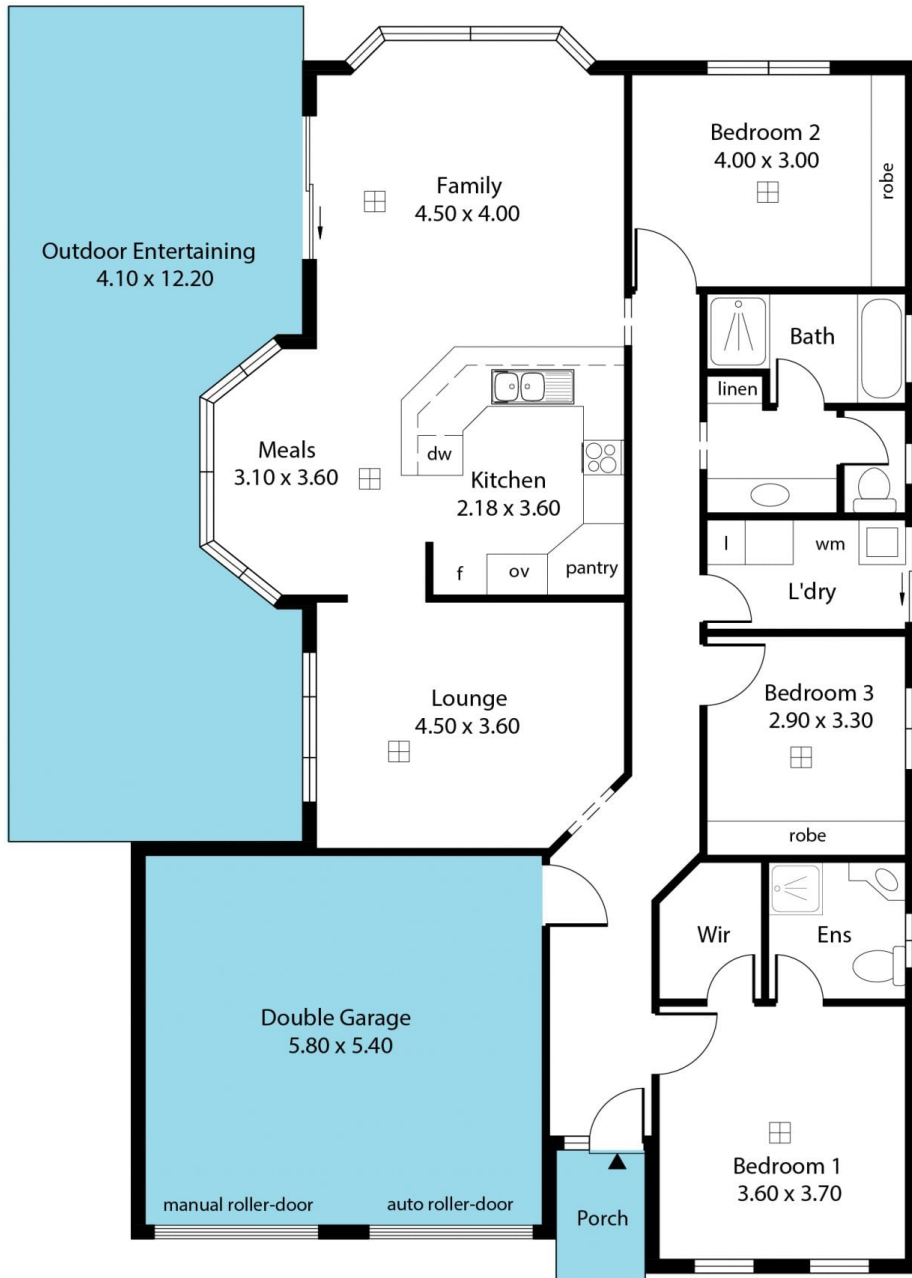 Bedroom 2
4.00 x 3.00
robe
Family
4.50 x 4.00
Outdoor Entertaining
4.10 x 12.20
Bath
linen
Meals
3.10 x 3.60
dw
Kitchen
2.18 x 3.60
f
ov
pantry
l
wm
L'dry
Lounge
4.50 x 3.60
Bedroom 3
2.90 x 3.30
robe
Wir
Ens
Double Garage
5.80 x 5.40
Bedroom 1
3.60 x 3.70
manual roller-door
auto roller-door
Porch